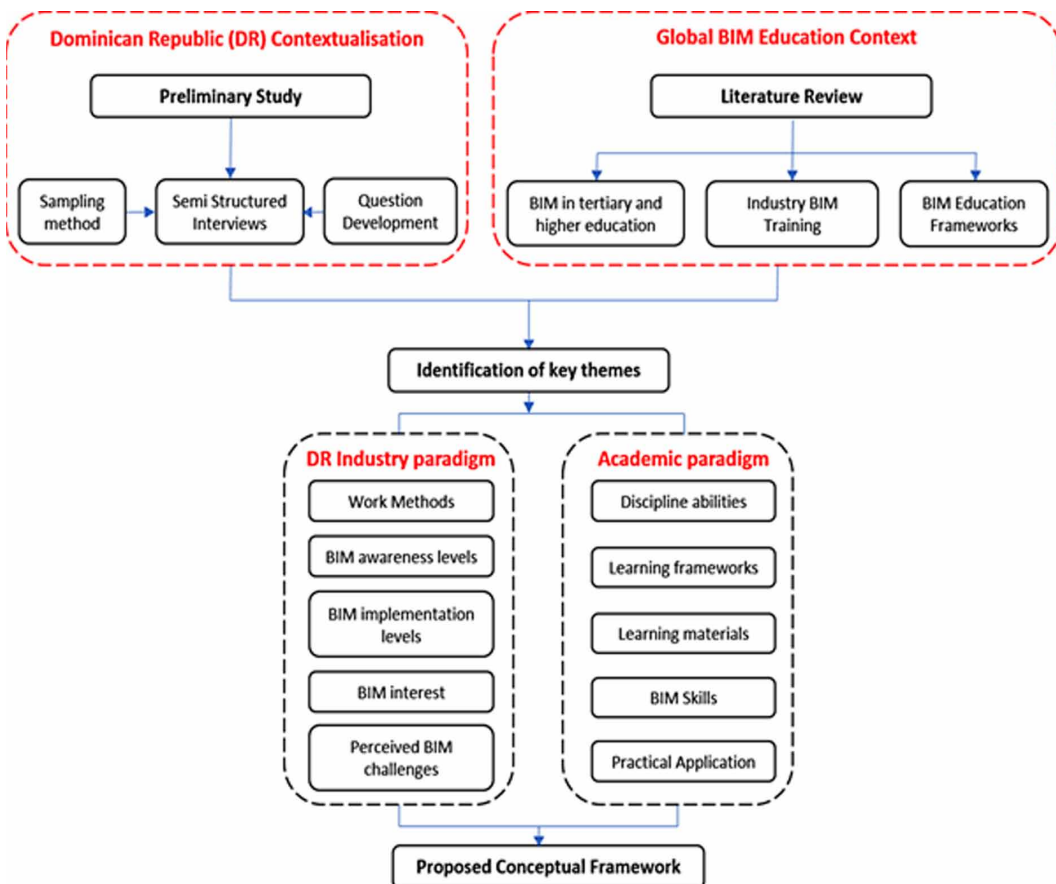 Dominican Republic (DR) Contextualisation
Preliminary Study
Sampling
method
Semi Structured
Interviews
Question
Development
Global BIM Education Context
Literature Review
BIM in tertiary and
higher education
Industry BIM
Training
BIM Education
Frameworks
Identification of key themes
DR Industry paradigm
Work Methods
BIM awareness levels
BIM implementation
levels
BIM interest
Perceived BIM
challenges
Academic paradigm
Discipline abilities
Learning frameworks
Learning materials
BIM Skills
Practical Application
Proposed Conceptual Framework